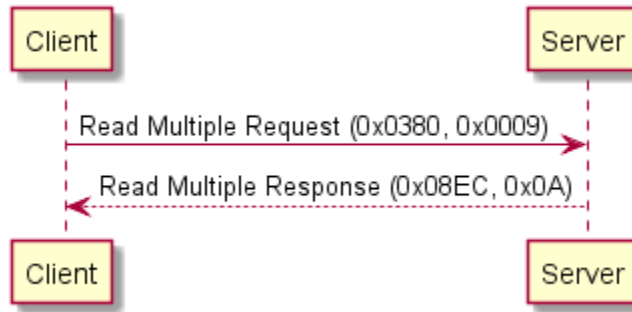 Client
Server
Read Multiple Request (0x0380, 0x0009)
Read Multiple Response (0x08EC, 0x0A)
Client
Server